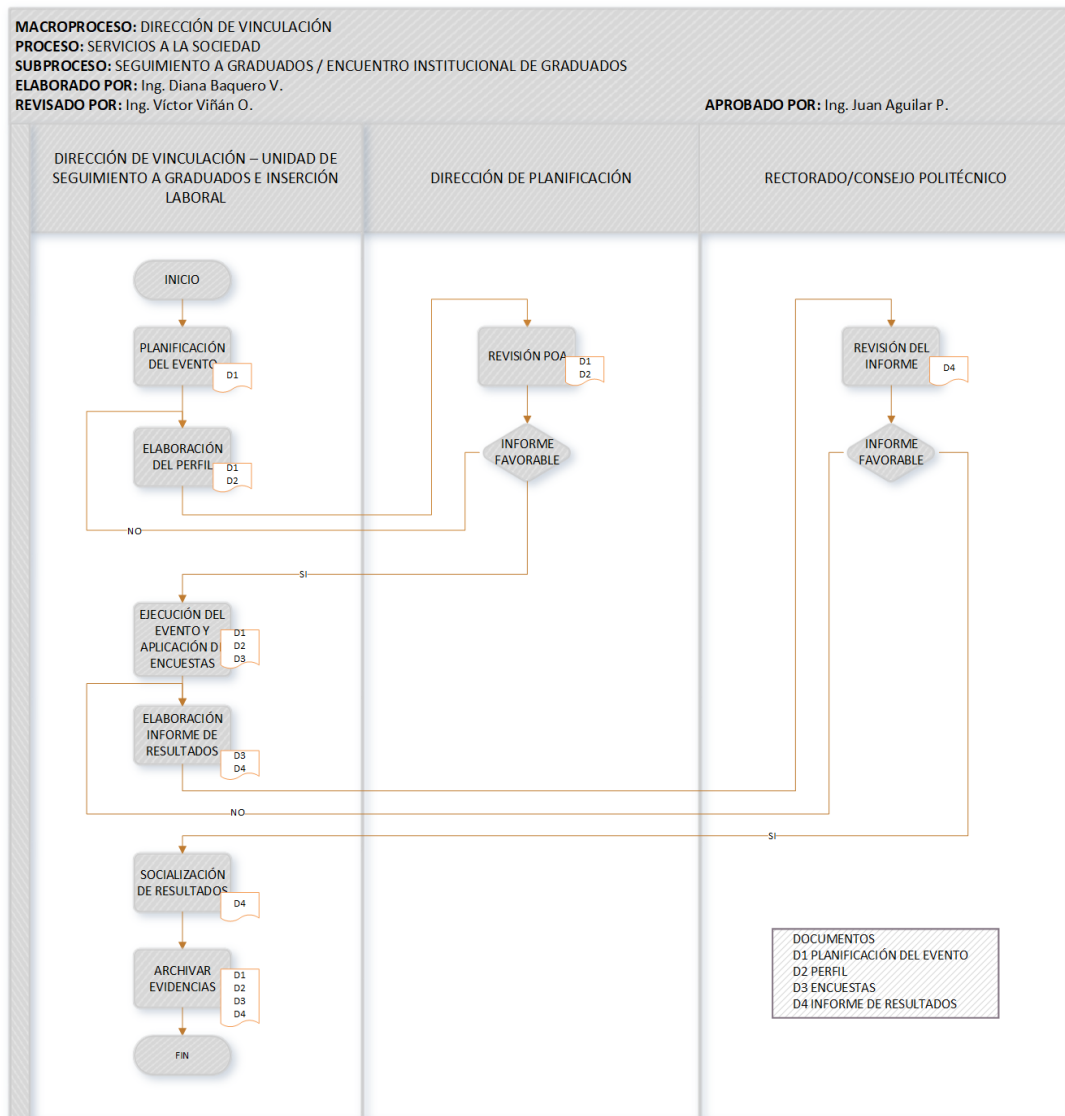 MACROPROCESO: DIRECCIÓN DE VINCULACIÓN
PROCESO: SERVICIOS A LA SOCIEDAD
SUBPROCESO: SEGUIMIENTO A GRADUADOS / ENCUENTRO INSTITUCIONAL DE GRADUADOS
ELABORADO POR: Ing. Diana Baquero V.
REVISADO POR: Ing. Víctor Viñán O.
APROBADO POR: Ing. Juan Aguilar P.
DIRECCIÓN DE VINCULACIÓN – UNIDAD DE
SEGUIMIENTO A GRADUADOS E INSERCIÓN
LABORAL
DIRECCIÓN DE PLANIFICACIÓN
RECTORADO/CONSEJO POLITÉCNICO
INICIO
PLANIFICACIÓN
DEL EVENTO
D1
REVISIÓN POA
D1
D2
REVISIÓN DEL
INFORME
D4
ELABORACIÓN
DEL PERFIL
D1
D2
INFORME
FAVORABLE
INFORME
FAVORABLE
NO
SI
EJECUCIÓN DEL
EVENTO Y
APLICACIÓN DE
ENCUESTAS
D1
D2
D3
ELABORACIÓN
INFORME DE
RESULTADOS
D3
D4
NO
SI
SOCIALIZACIÓN
DE RESULTADOS
D4
ARCHIVAR
EVIDENCIAS
D1
D2
D3
D4
FIN
DOCUMENTOS
D1 PLANIFICACIÓN DEL EVENTO
D2 PERFIL
D3 ENCUESTAS
D4 INFORME DE RESULTADOS